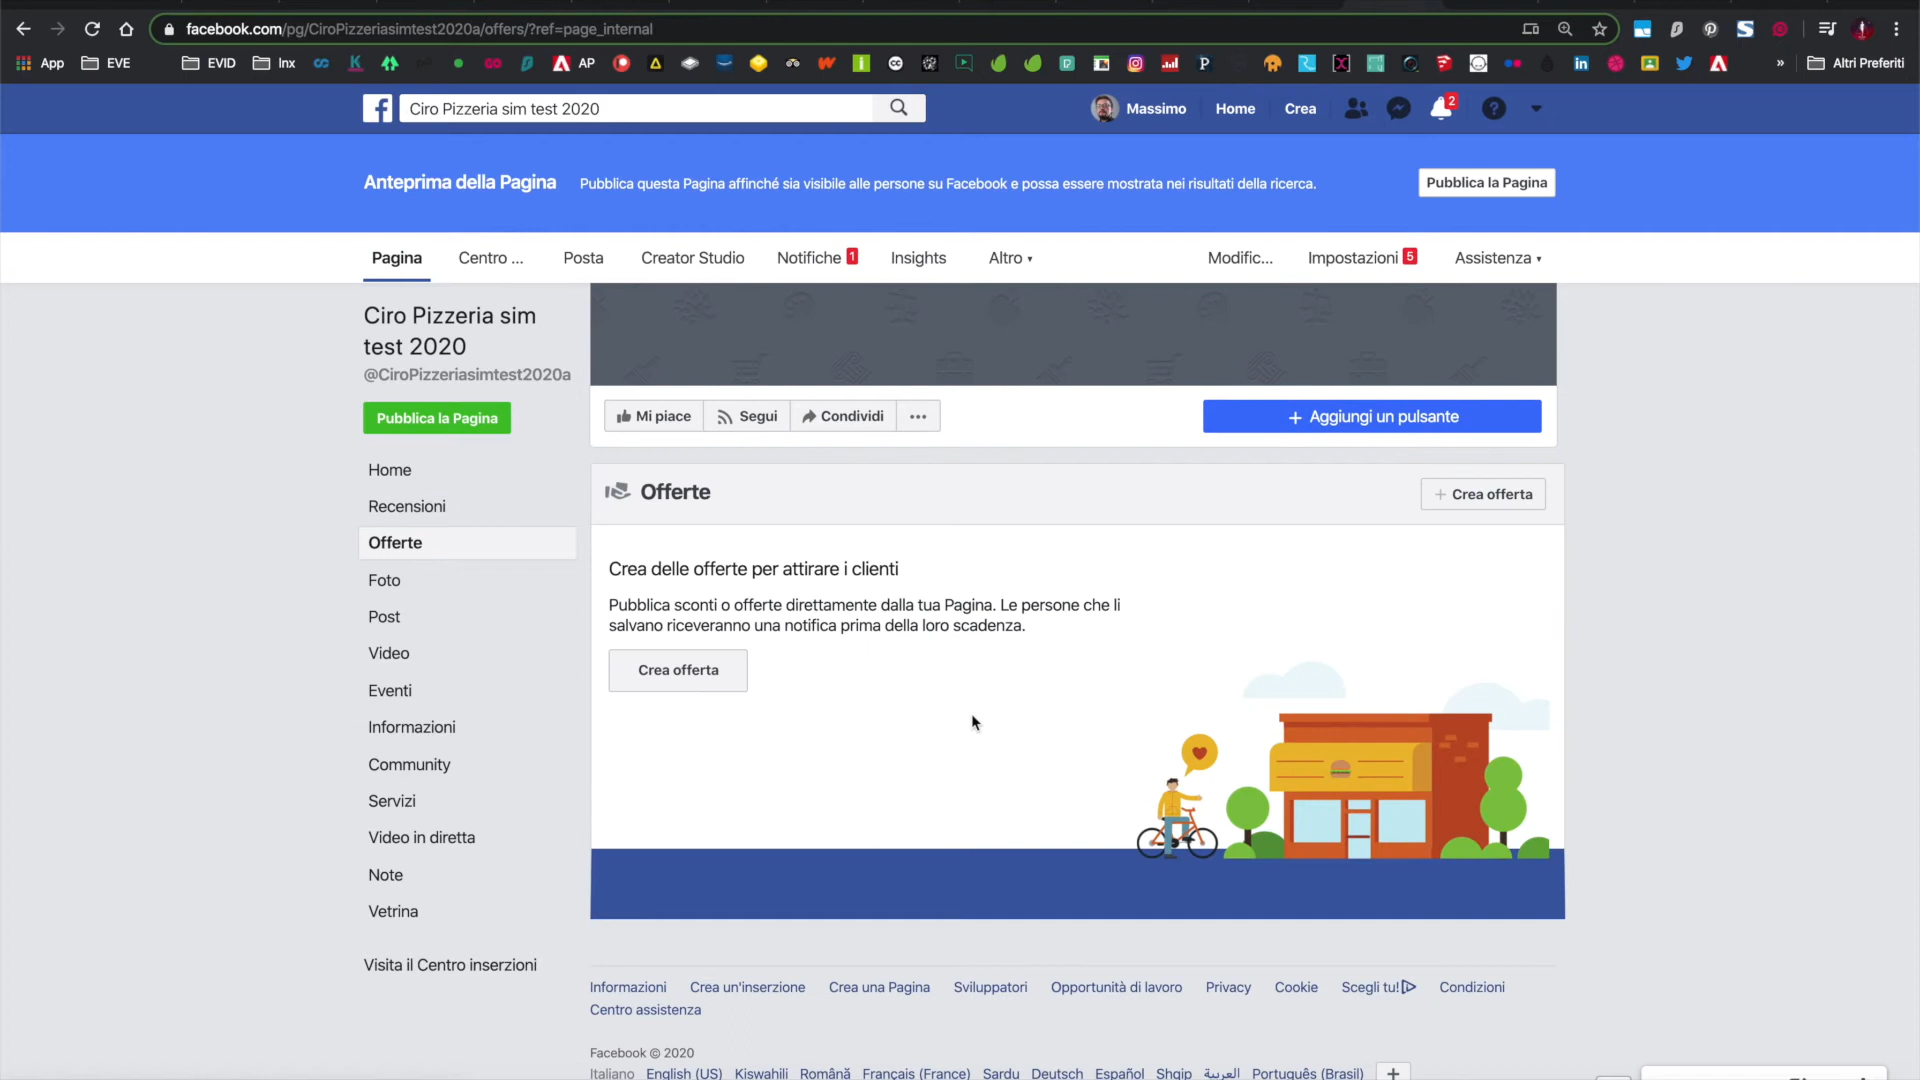 facebook.com/pg/CiroPizzeriasimtest2020a/offers/?ref=page_internal
App EVE EVID Inx AP » Altri Preferiti
Ciro Pizzeria sim test 2020 Massimo Home Crea 2
Anteprima della Pagina Pubblica questa Pagina affinché sia visibile alle persone su Facebook e possa essere mostrata nei risultati della ricerca. Pubblica la Pagina
Pagina Centro ... Posta Creator Studio Notifiche 1 Insights Altro Modific... Impostazioni 5 Assistenza
Ciro Pizzeria sim
test 2020
@CiroPizzeriasimtest2020a
Pubblica la Pagina
Home
Recensioni
Offerte
Foto
Post
Video
Eventi
Informazioni
Community
Servizi
Video in diretta
Note
Vetrina
Visita il Centro inserzioni
Mi piace Segui Condividi ••• + Aggiungi un pulsante
Offerte + Crea offerta
Crea delle offerte per attirare i clienti
Pubblica sconti o offerte direttamente dalla tua Pagina. Le persone che li
salvano riceveranno una notifica prima della loro scadenza.
Crea offerta
Informazioni Crea un'inserzione Crea una Pagina Sviluppatori Opportunità di lavoro Privacy Cookie Scegli tu! Condizioni
Centro assistenza
Facebook © 2020
Italiano English (US) Kiswahili Română Français (France) Sardu Deutsch Español Shqip العربية Português (Brasil) +